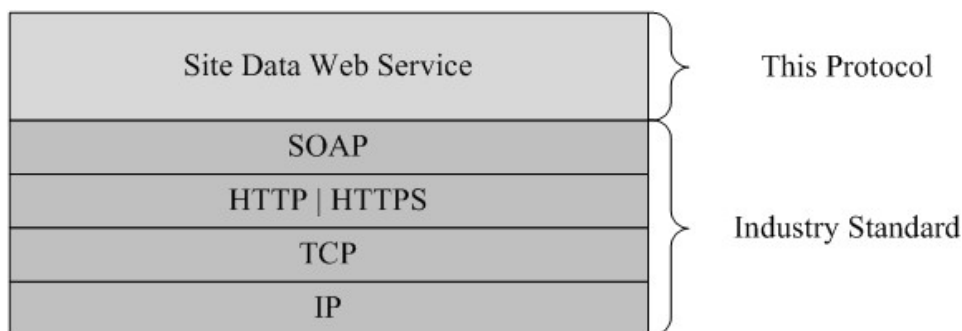 Site Data Web Service
This Protocol
SOAP
HTTP | HTTPS
TCP
IP
Industry Standard